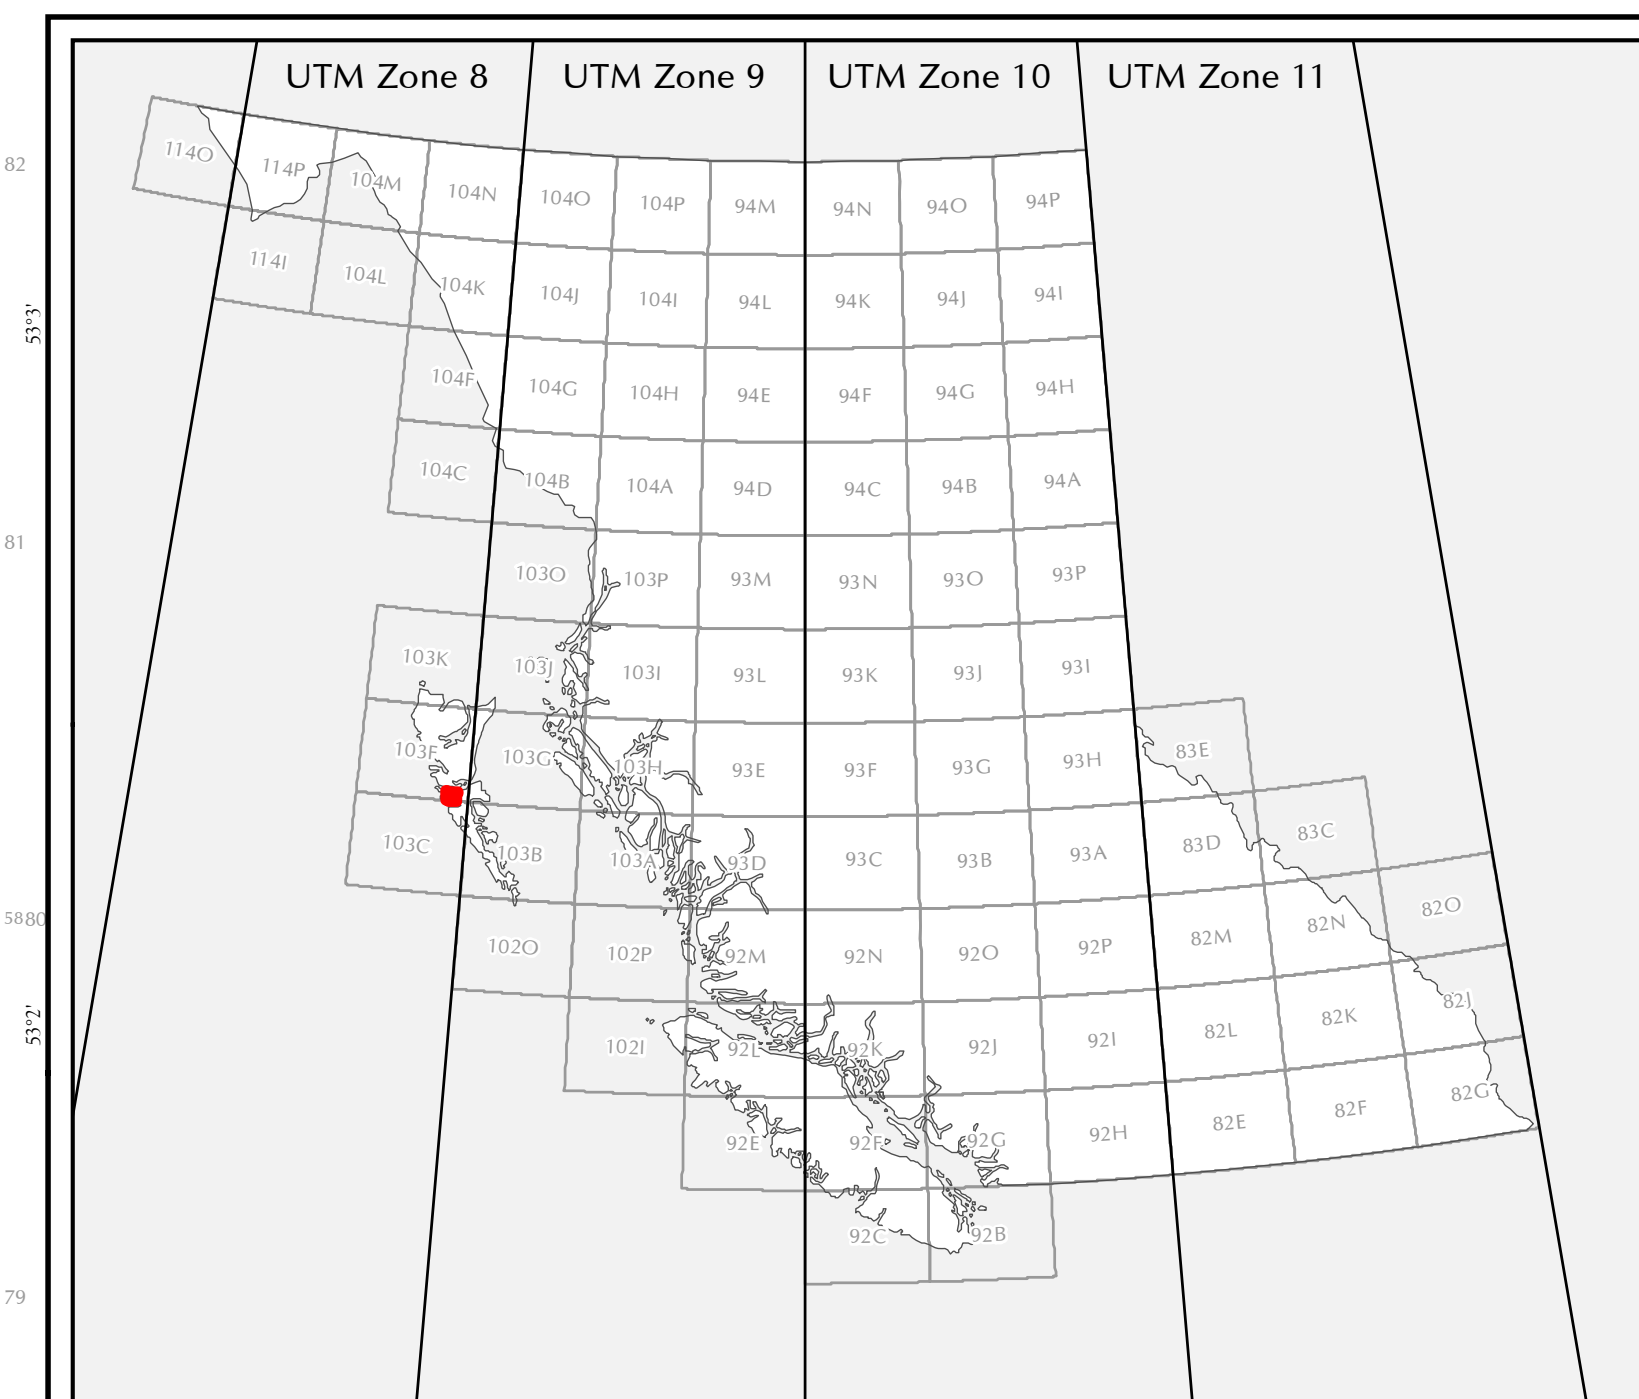 UTM Zone 8 UTM Zone 9 UTM Zone 10 UTM Zone 11
82
114O 114P 104M 104N 104O 104P 94M 94N 94O 94P
114I 104L 104K 104J 104I 94L 94K 94J 94I
53°3'
104F 104G 104H 94E 94F 94G 94H
104C 104B 104A 94D 94C 94B 94A
81
103O 103P 93M 93N 93O 93P
103K 103J 103I 93L 93K 93J 93I
103F 103G 103H 93E 93F 93G 93H 83E
103C 103B 103A 93D 93C 93B 93A 83D 83C
5880
102O 102P 92M 92N 92O 92P 82M 82N 82O
53°2'
102I 92L 92K 92J 92I 82L 82K 82J
92E 92F 92G 92H 82E 82F 82G
92C 92B
79